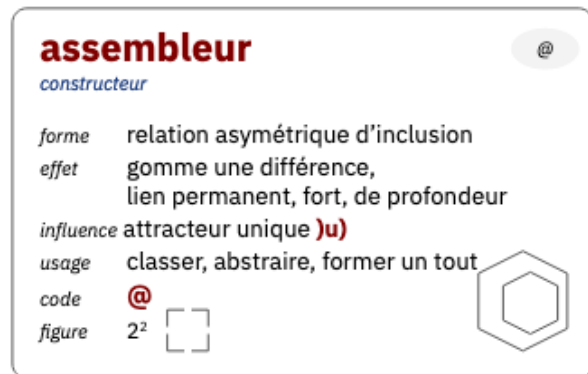 assembleur
@
constructeur
forme relation asymétrique d’inclusion
effet gomme une différence,
lien permanent, fort, de profondeur
influence attracteur unique )u)
usage classer, abstraire, former un tout
code @
figure 2²